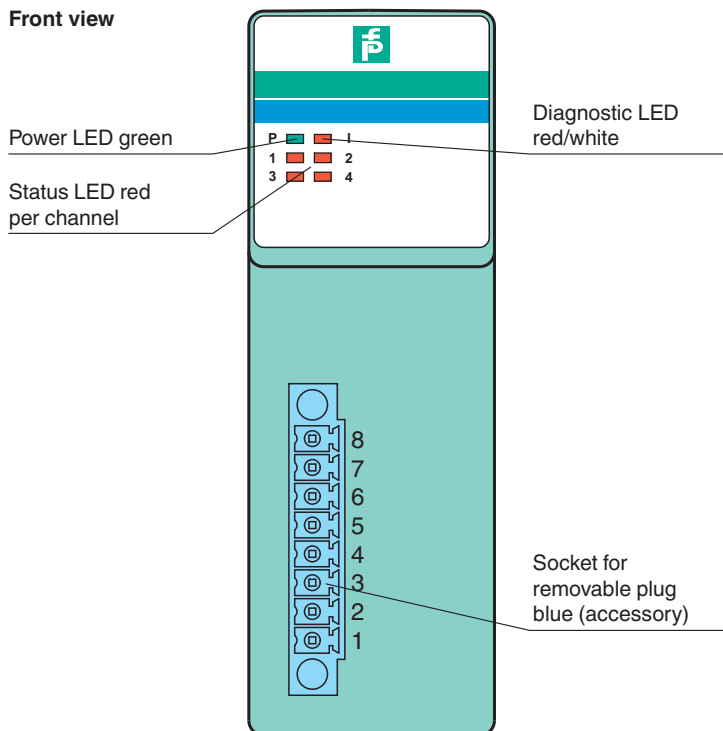 Front view
Power LED green
Status LED red
per channel
Diagnostic LED
red/white
P I
1 2
3 4
8
7
6
5
4
3
2
1
Socket for
removable plug
blue (accessory)